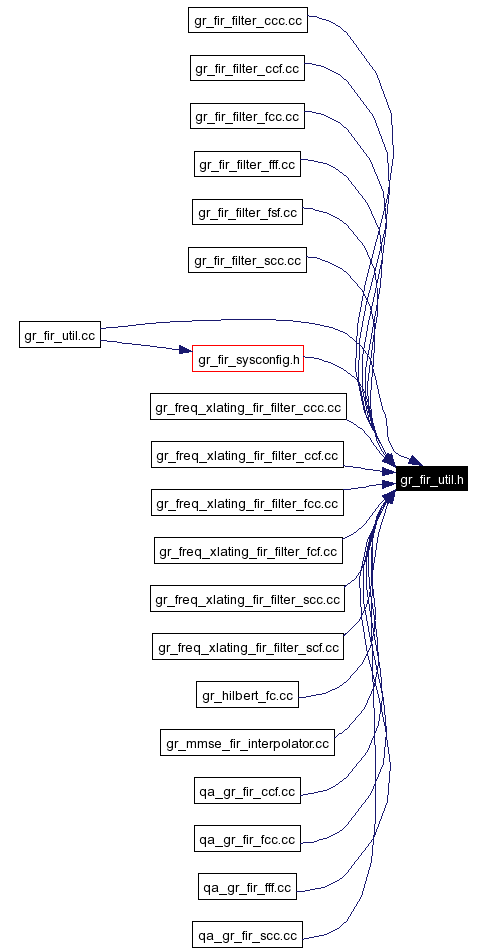 gr_fir_filter_ccc.cc
gr_fir_filter_ccf.cc
gr_fir_filter_fcc.cc
gr_fir_filter_fff.cc
gr_fir_filter_fsf.cc
gr_fir_filter_scc.cc
gr_fir_util.cc
gr_fir_sysconfig.h
gr_freq_xlating_fir_filter_ccc.cc
gr_freq_xlating_fir_filter_ccf.cc
gr_fir_util.h
gr_freq_xlating_fir_filter_fcc.cc
gr_freq_xlating_fir_filter_fcf.cc
gr_freq_xlating_fir_filter_scc.cc
gr_freq_xlating_fir_filter_scf.cc
gr_hilbert_fc.cc
gr_mmse_fir_interpolator.cc
qa_gr_fir_ccf.cc
qa_gr_fir_fcc.cc
qa_gr_fir_fff.cc
qa_gr_fir_scc.cc